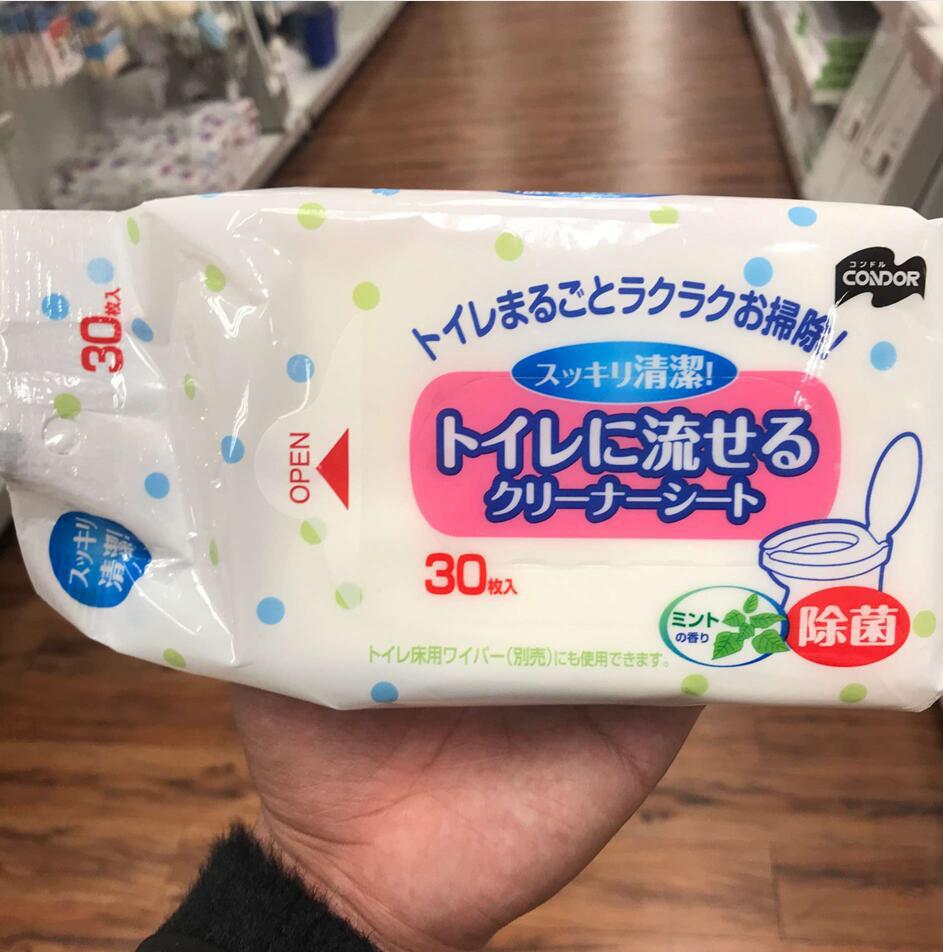 コンドル
CONDOR
トイレまるごとラクラクお掃除!
スッキリ清潔!
トイレに流せる
クリーナーシート
OPEN
30枚入
30枚入
スッキリ
清潔!
ミント
の香り
除菌
トイレ床用ワイパー(別売)にも使用できます。